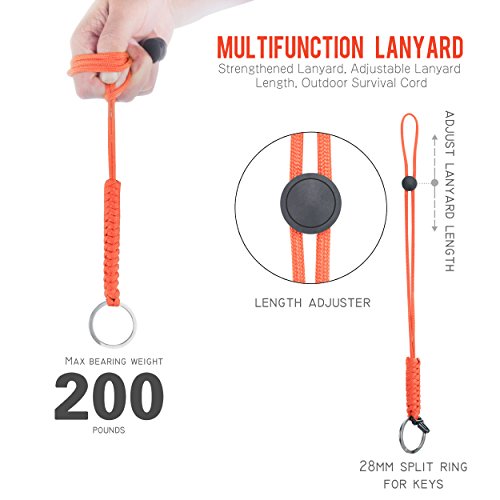 MULTIFUNCTION LANYARD
Strengthened Lanyard, Adjustable Lanyard
Length, Outdoor Survival Cord
ADJUST LANYARD LENGTH
LENGTH ADJUSTER
MAX BEARING WEIGHT
200
POUNDS
28MM SPLIT RING
FOR KEYS